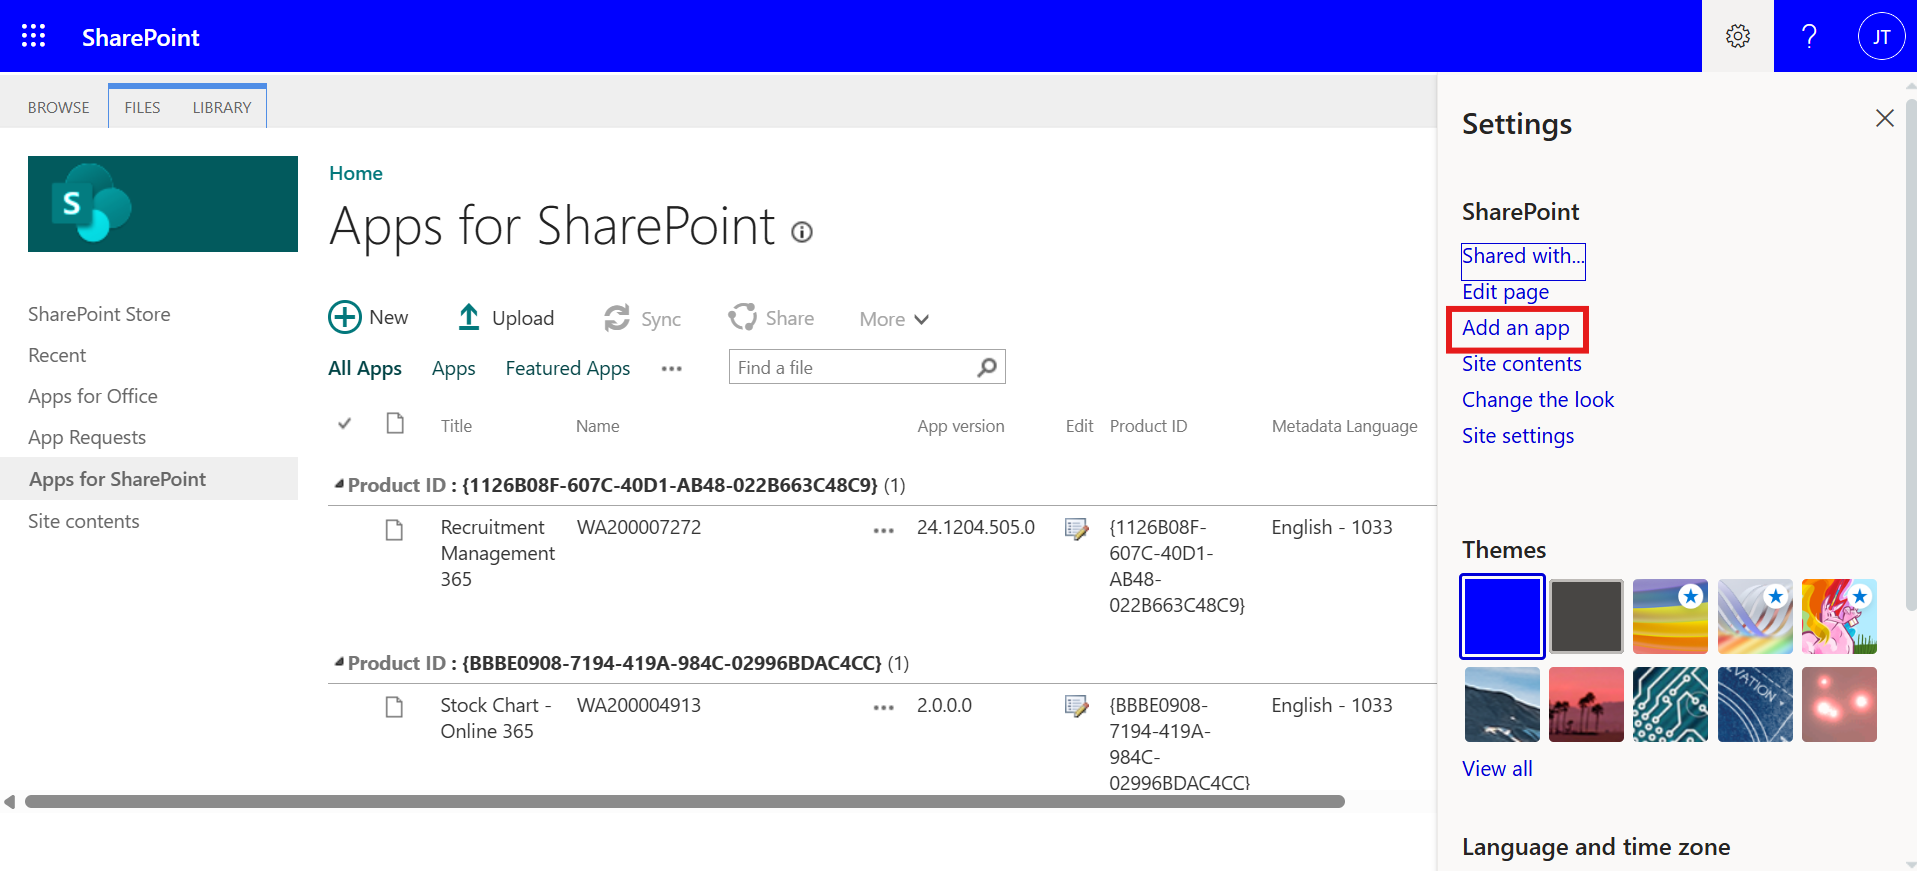 SharePoint
?
JT
BROWSE
FILES
LIBRARY
S
SharePoint Store
Recent
Apps for Office
App Requests
Apps for SharePoint
Site contents
Home
Apps for SharePoint
New
Upload
Sync
Share
More
All Apps
Apps
Featured Apps
Find a file
Title
Name
App version
Edit
Product ID
Metadata Language
Product ID : {1126B08F-607C-40D1-AB48-022B663C48C9} (1)
Recruitment
Management
365
WA200007272
24.1204.505.0
{1126B08F-
607C-40D1-
AB48-
022B663C48C9}
English - 1033
Product ID : {BBBE0908-7194-419A-984C-02996BDAC4CC} (1)
Stock Chart -
Online 365
WA200004913
2.0.0.0
{BBBE0908-
7194-419A-
984C-
02996BDAC4CC}
English - 1033
Settings
SharePoint
Shared with...
Edit page
Add an app
Site contents
Change the look
Site settings
Themes
VATION
View all
Language and time zone